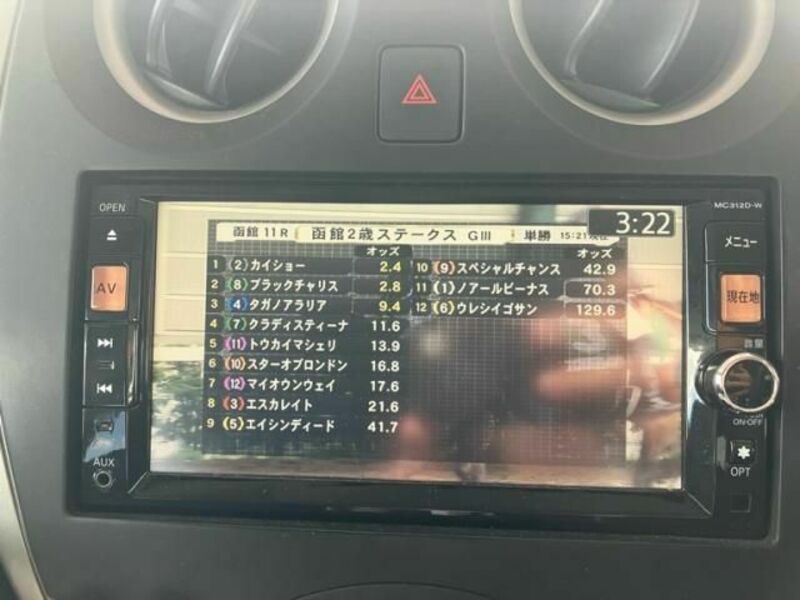 OPEN
MC312D-W
函館11R 函館2歳ステークス GⅢ 単勝 15:21現在
3:22
オッズ オッズ
1 (2) カイショー 2.4
2 (8) ブラックチャリス 2.8
3 (4) タガノアラリア 9.4
4 (7) クラディスティーナ 11.6
5 (11) トウカイマシェリ 13.9
6 (10) スターオブロンドン 16.8
7 (12) マイオウンウェイ 17.6
8 (3) エスカレイト 21.6
9 (5) エイシンディード 41.7
10 (9) スペシャルチャンス 42.9
11 (1) ノアールビーナス 70.3
12 (6) ウレシイゴサン 129.6
AV
AUX
メニュー
現在地
音量
ON·OFF
OPT